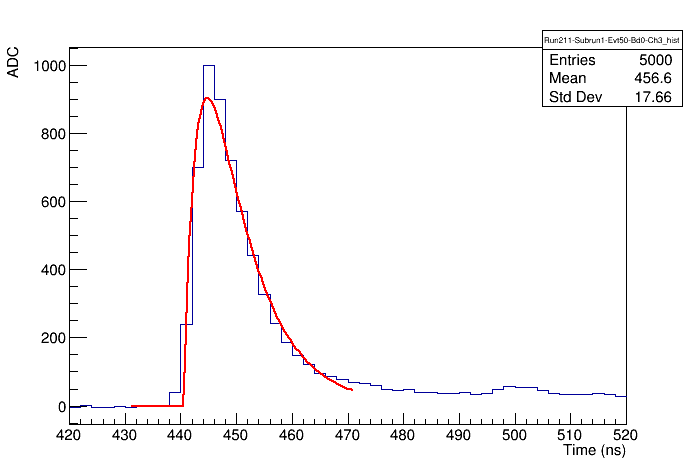 Run211-Subrun1-Evt50-Bd0-Ch3_hist
Entries 5000
Mean 456.6
Std Dev 17.66
ADC
1000
800
600
400
200
0
420 430 440 450 460 470 480 490 500 510 520
Time (ns)